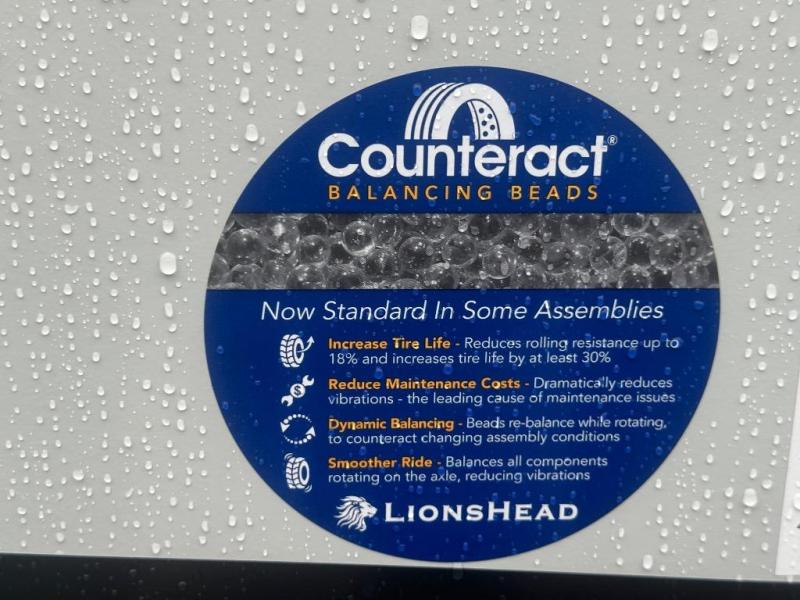 Counteract®
BALANCING BEADS
Now Standard In Some Assemblies
Increase Tire Life - Reduces rolling resistance up to
18% and increases tire life by at least 30%
$
Reduce Maintenance Costs - Dramatically reduces
vibrations - the leading cause of maintenance issues
Dynamic Balancing - Beads re-balance while rotating,
to counteract changing assembly conditions
Smoother Ride - Balances all components
rotating on the axle, reducing vibrations
LIONSHEAD